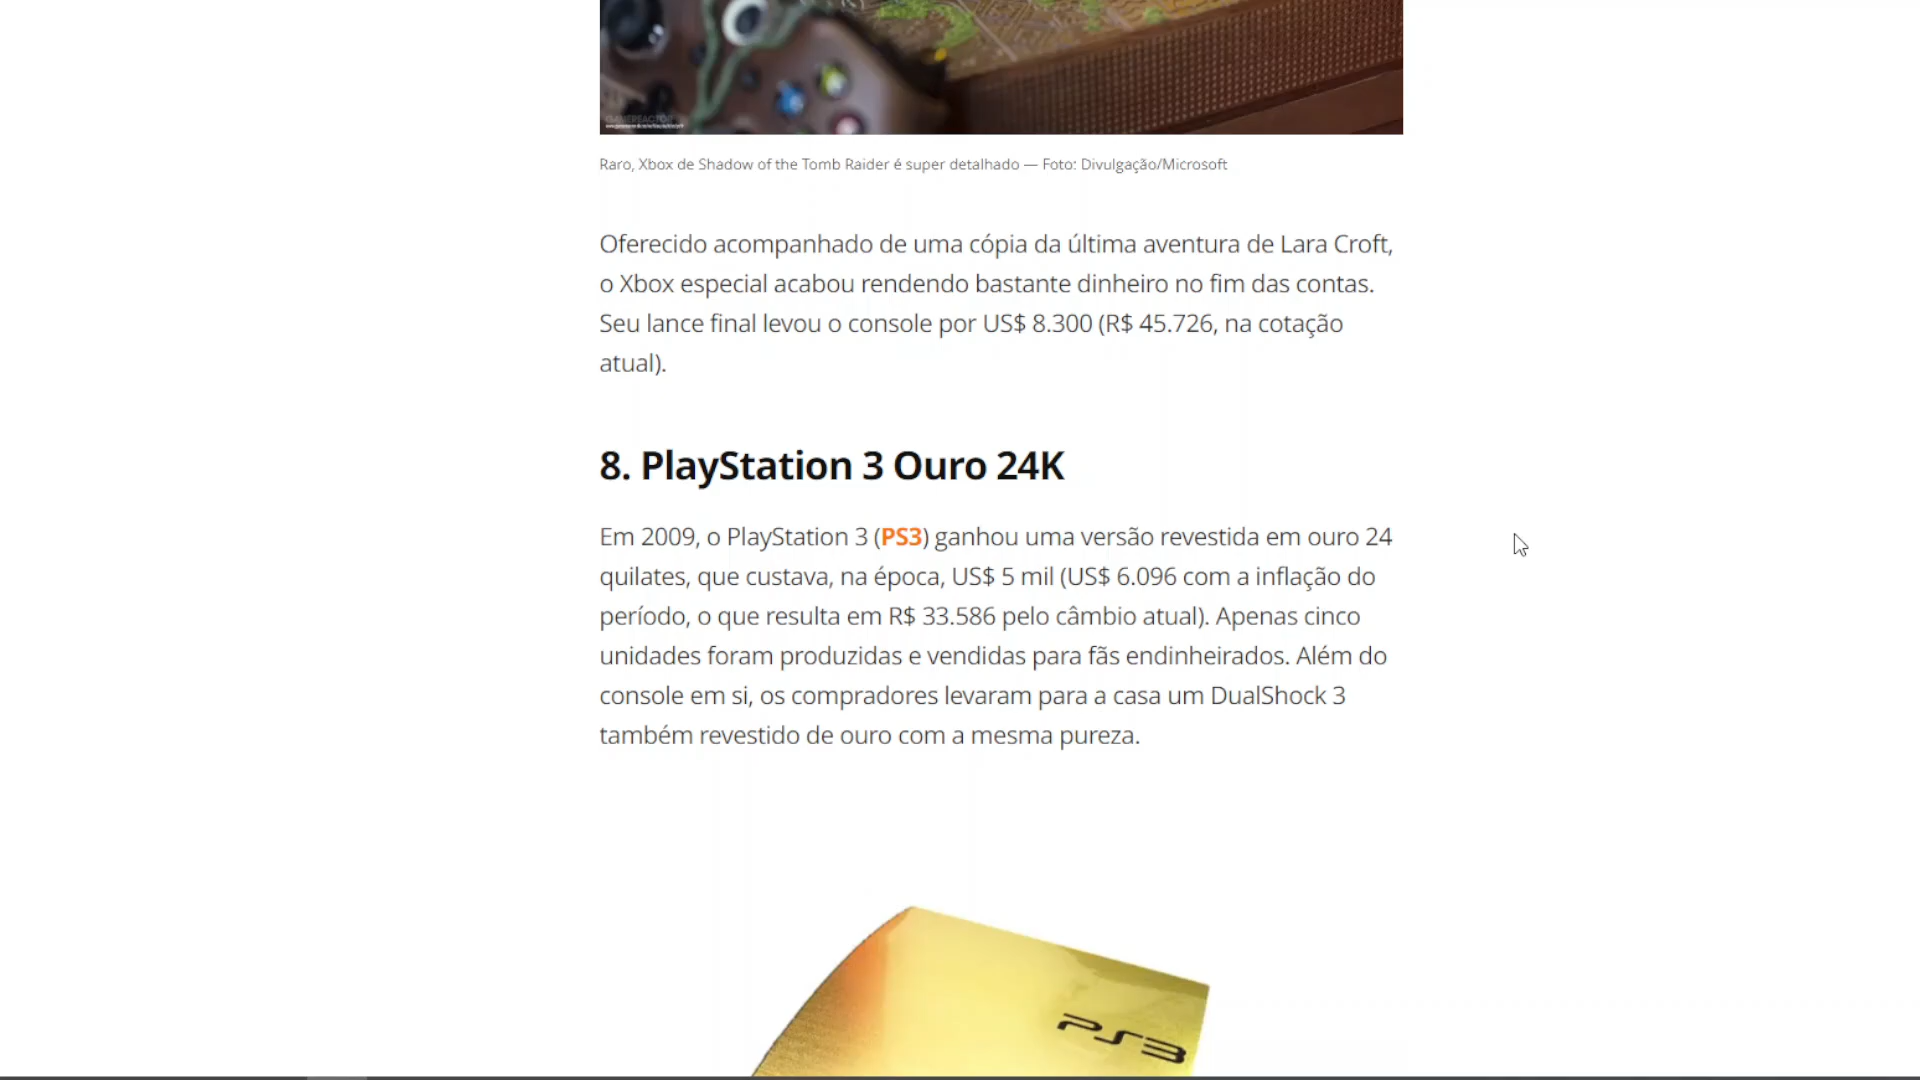 GAMEREACTOR
Raro, Xbox de Shadow of the Tomb Raider é super detalhado — Foto: Divulgação/Microsoft
Oferecido acompanhado de uma cópia da última aventura de Lara Croft,
o Xbox especial acabou rendendo bastante dinheiro no fim das contas.
Seu lance final levou o console por US$ 8.300 (R$ 45.726, na cotação
atual).
8. PlayStation 3 Ouro 24K
Em 2009, o PlayStation 3 (PS3) ganhou uma versão revestida em ouro 24
quilates, que custava, na época, US$ 5 mil (US$ 6.096 com a inflação do
período, o que resulta em R$ 33.586 pelo câmbio atual). Apenas cinco
unidades foram produzidas e vendidas para fãs endinheirados. Além do
console em si, os compradores levaram para a casa um DualShock 3
também revestido de ouro com a mesma pureza.
PS3